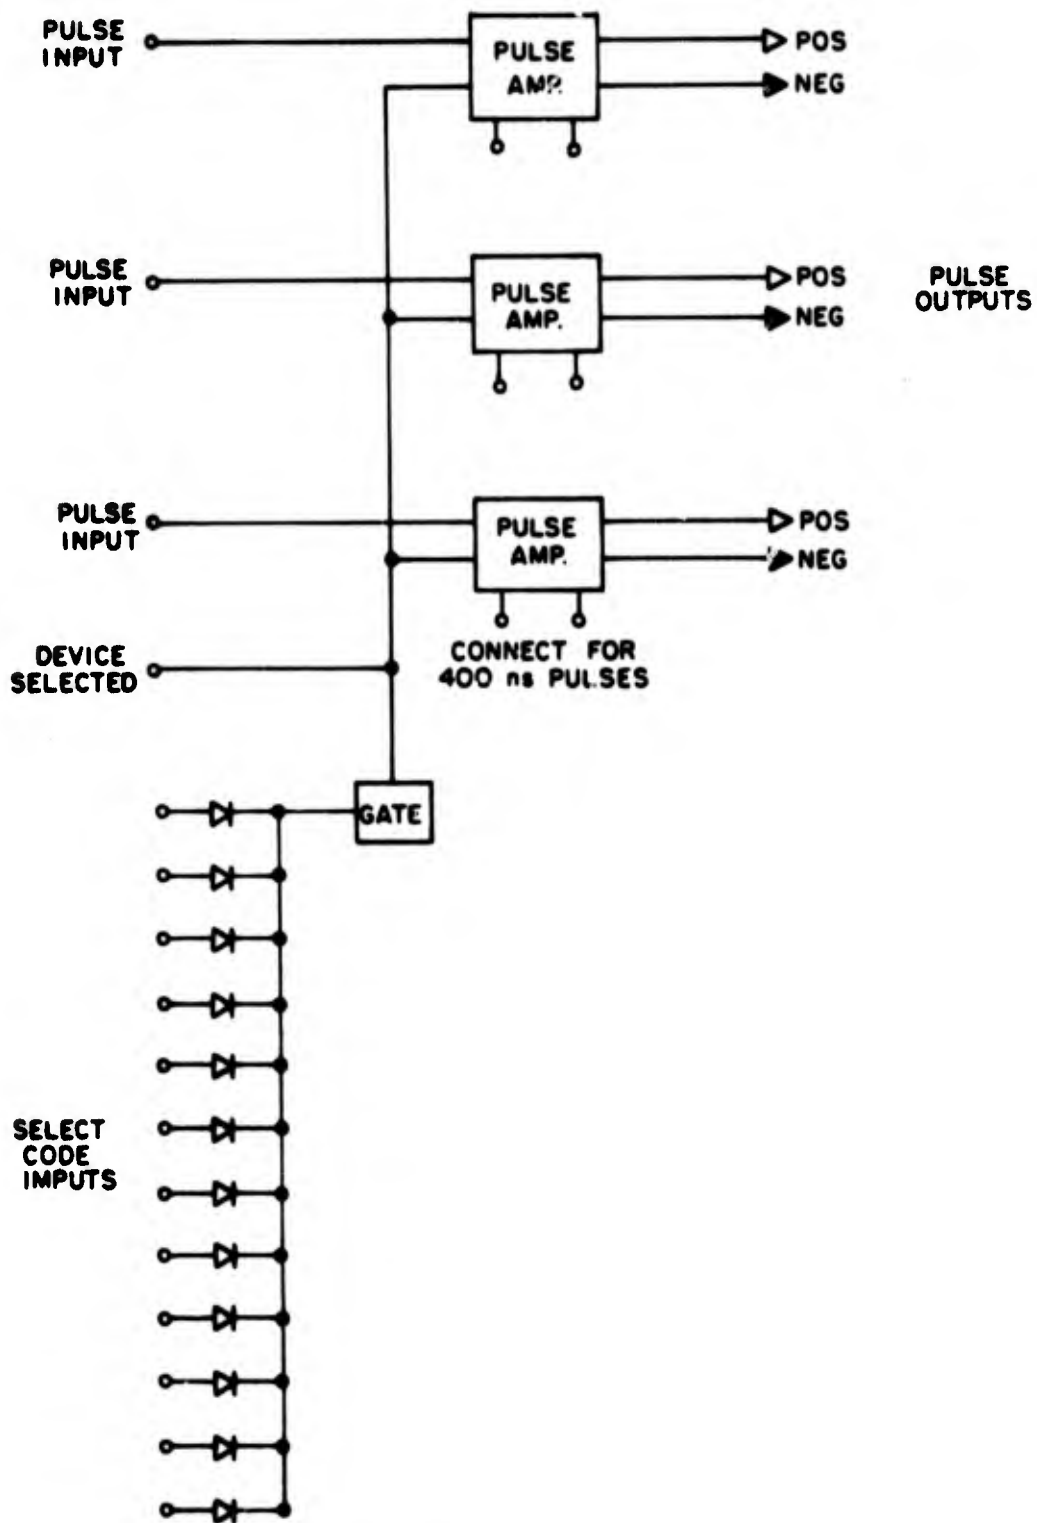 PULSE
INPUT
PULSE
AMP.
POS
NEG
PULSE
INPUT
PULSE
AMP.
POS
NEG
PULSE
OUTPUTS
PULSE
INPUT
PULSE
AMP.
POS
NEG
DEVICE
SELECTED
CONNECT FOR
400 ns PULSES
GATE
SELECT
CODE
IMPUTS